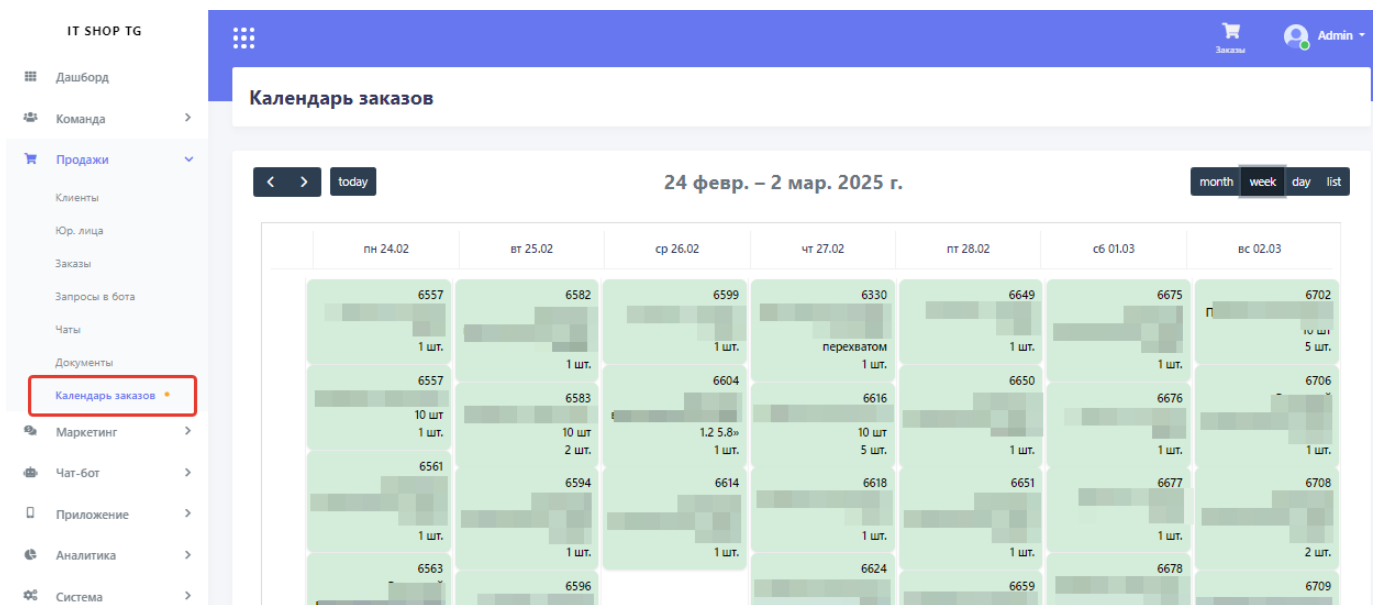 IT SHOP TG
Заказы
Admin
Дашборд
Команда
Продажи
Клиенты
Юр. лица
Заказы
Запросы в бота
Чаты
Документы
Календарь заказов
Маркетинг
Чат-бот
Приложение
Аналитика
Система
Календарь заказов
today
24 февр. – 2 мар. 2025 г.
month week day list
пн 24.02 вт 25.02 ср 26.02 чт 27.02 пт 28.02 сб 01.03 вс 02.03
6557
1 шт.
6557
10 шт
1 шт.
6561
1 шт.
6563
6582
1 шт.
6583
10 шт
2 шт.
6594
1 шт.
6596
6599
1 шт.
6604
1.2 5.8»
1 шт.
6614
1 шт.
6330
перехватом
1 шт.
6616
10 шт
5 шт.
6618
1 шт.
6624
6649
1 шт.
6650
1 шт.
6651
1 шт.
6659
6675
1 шт.
6676
1 шт.
6677
1 шт.
6678
6702
10 шт
5 шт.
6706
1 шт.
6708
2 шт.
6709